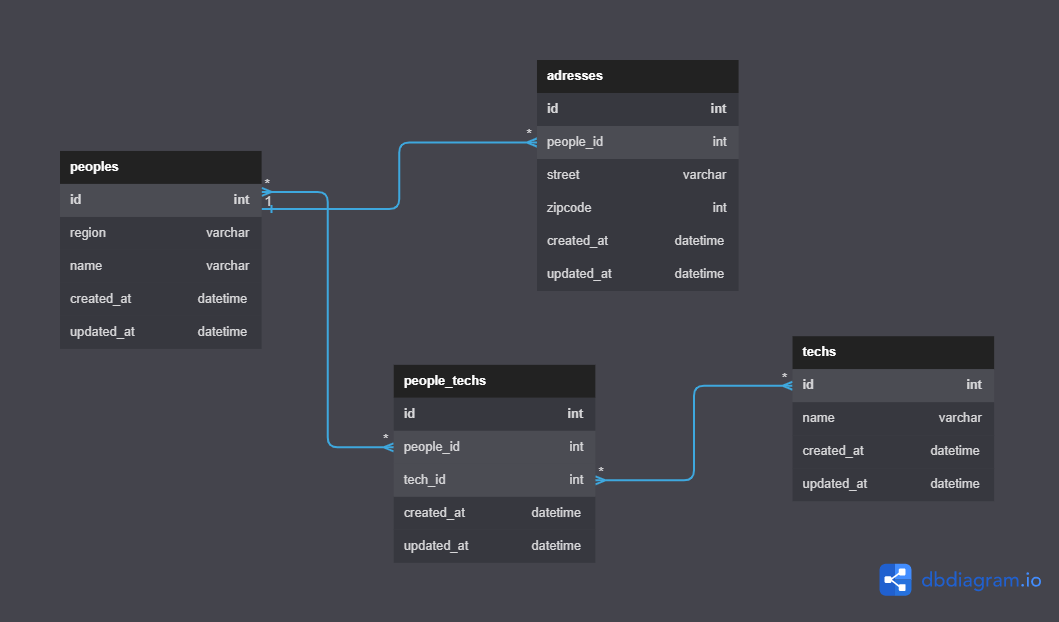 peoples
id int
region varchar
name varchar
created_at datetime
updated_at datetime
* 
1
adresses
id int
people_id int
street varchar
zipcode int
created_at datetime
updated_at datetime
*
people_techs
id int
people_id int
tech_id int
created_at datetime
updated_at datetime
*
*
techs
id int
name varchar
created_at datetime
updated_at datetime
*
dbdiagram.io